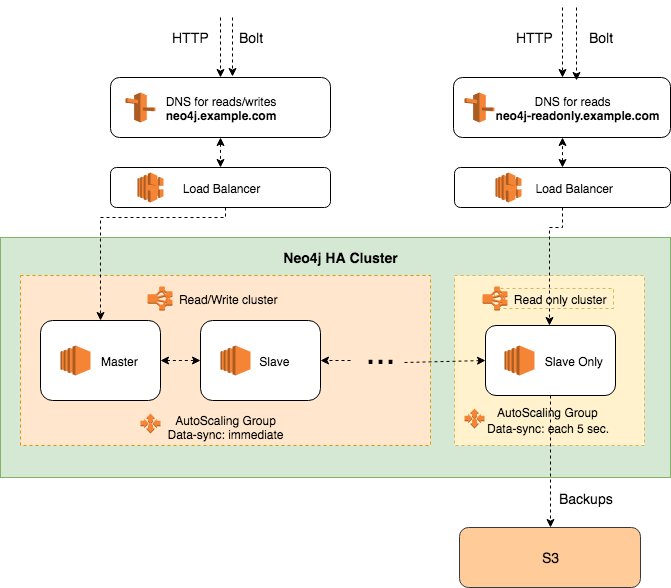 HTTP
Bolt
HTTP
Bolt
DNS for reads/writes
neo4j.example.com
DNS for reads
neo4j-readonly.example.com
Load Balancer
Load Balancer
Neo4j HA Cluster
Read/Write cluster
Read only cluster
Master
Slave
...
Slave Only
AutoScaling Group
Data-sync: immediate
AutoScaling Group
Data-sync: each 5 sec.
Backups
S3